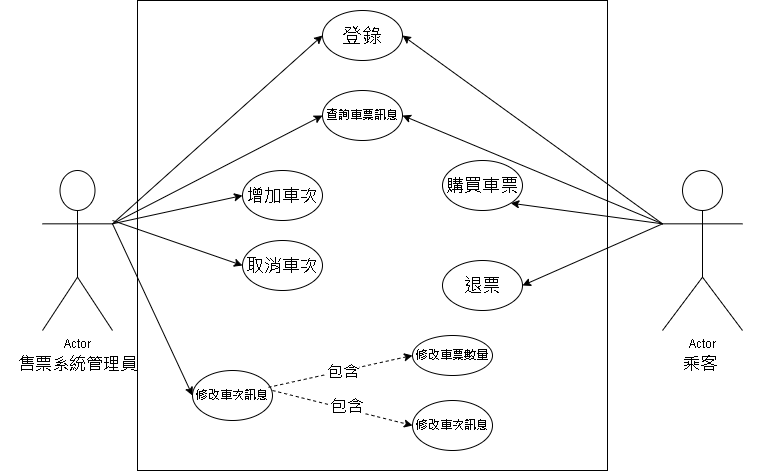 登錄
查詢車票訊息
增加車次
購買車票
取消車次
退票
Actor
售票系統管理員
Actor
乘客
修改車票數量
包含
修改車次訊息
包含
修改車次訊息